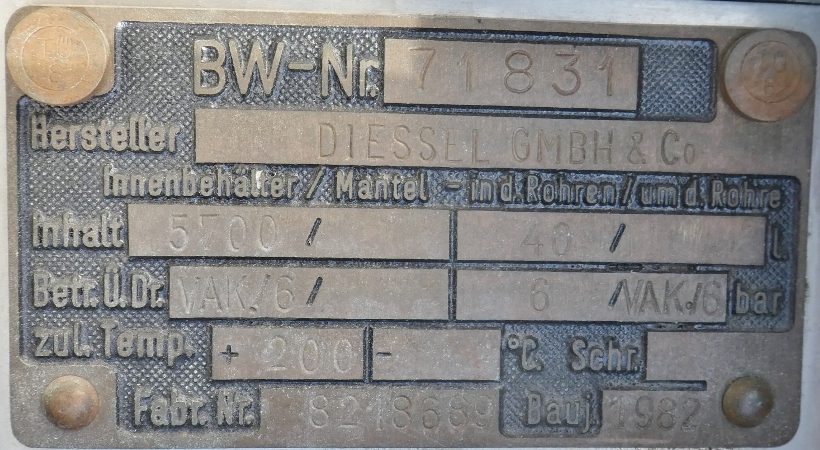 BW-Nr. 71831
Hersteller DIESSEL GMBH & Co
Innenbehälter / Mantel - in d. Rohren / um d. Rohre
Inhalt 5700 / 40 / l
Betr. Ü. Dr. VAK./6 / 6 / VAK./6 bar
zul. Temp. + 200 - °C. Schr.
Fabr. Nr. 8218689 Bauj. 1982